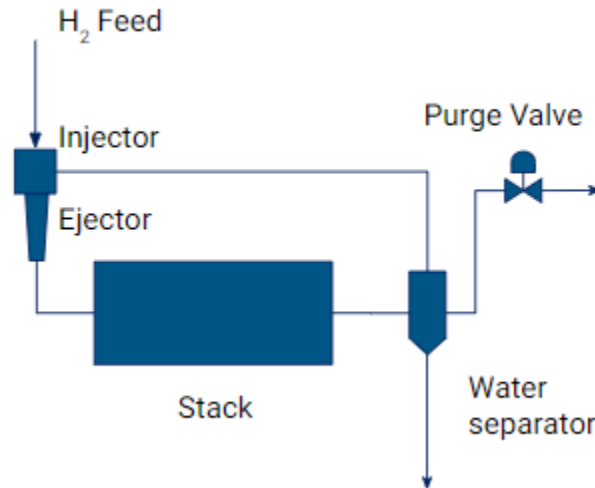 H₂ Feed
Injector
Purge Valve
Ejector
Stack
Water
separator